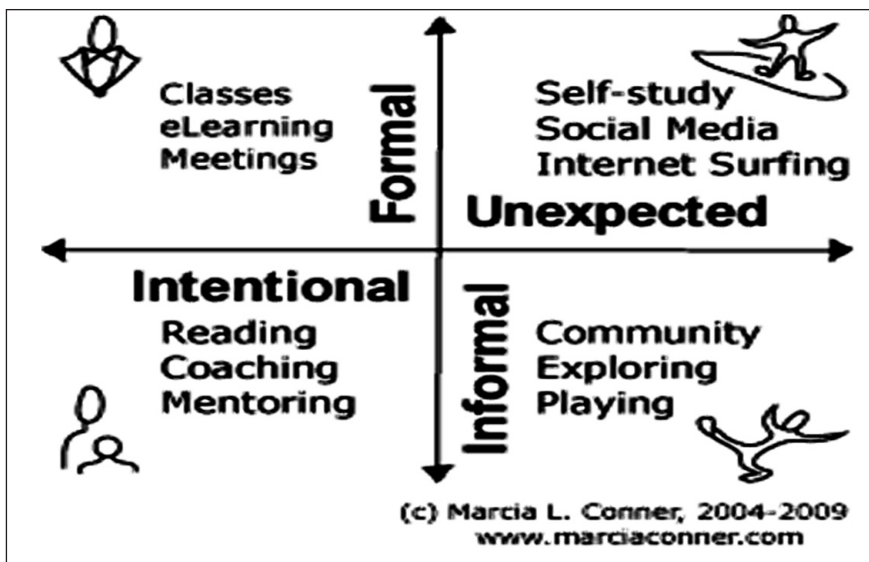 Classes
eLearning
Meetings
Formal
Self-study
Social Media
Internet Surfing
Unexpected
Intentional
Reading
Coaching
Mentoring
Informal
Community
Exploring
Playing
(c) Marcia L. Conner, 2004-2009
www.marciaconner.com